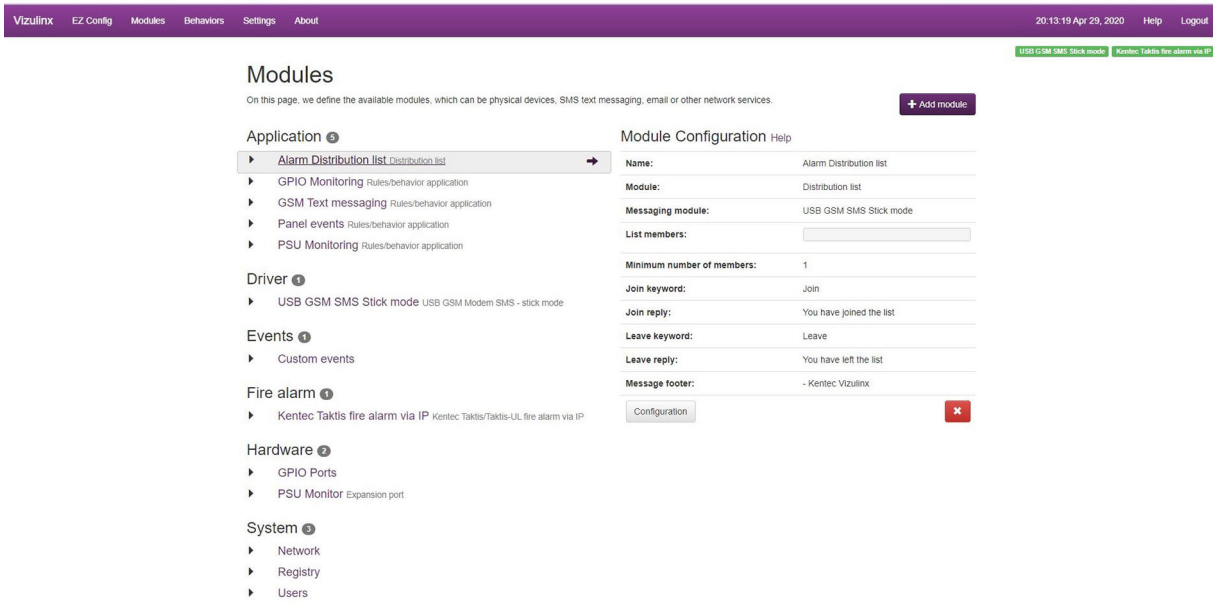 Vizulinx EZ Config Modules Behaviors Settings About 20:13:19 Apr 29, 2020 Help Logout
USB GSM SMS Stick mode Kentec Taktis fire alarm via IP
Modules
On this page, we define the available modules, which can be physical devices, SMS text messaging, email or other network services.
+ Add module
Application 5
Alarm Distribution list Distribution list
GPIO Monitoring Rules/behavior application
GSM Text messaging Rules/behavior application
Panel events Rules/behavior application
PSU Monitoring Rules/behavior application
Driver 1
USB GSM SMS Stick mode USB GSM Modem SMS - stick mode
Events 1
Custom events
Fire alarm 1
Kentec Taktis fire alarm via IP Kentec Taktis/Taktis-UL fire alarm via IP
Hardware 2
GPIO Ports
PSU Monitor Expansion port
System 3
Network
Registry
Users
Module Configuration Help
Name: Alarm Distribution list
Module: Distribution list
Messaging module: USB GSM SMS Stick mode
List members:
Minimum number of members: 1
Join keyword: Join
Join reply: You have joined the list
Leave keyword: Leave
Leave reply: You have left the list
Message footer: - Kentec Vizulinx
Configuration